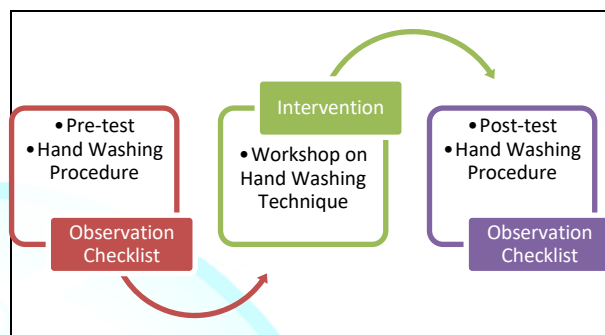 •Pre-test
•Hand Washing
Procedure
Observation
Checklist
Intervention
•Workshop on
Hand Washing
Technique
•Post-test
•Hand Washing
Procedure
Observation
Checklist